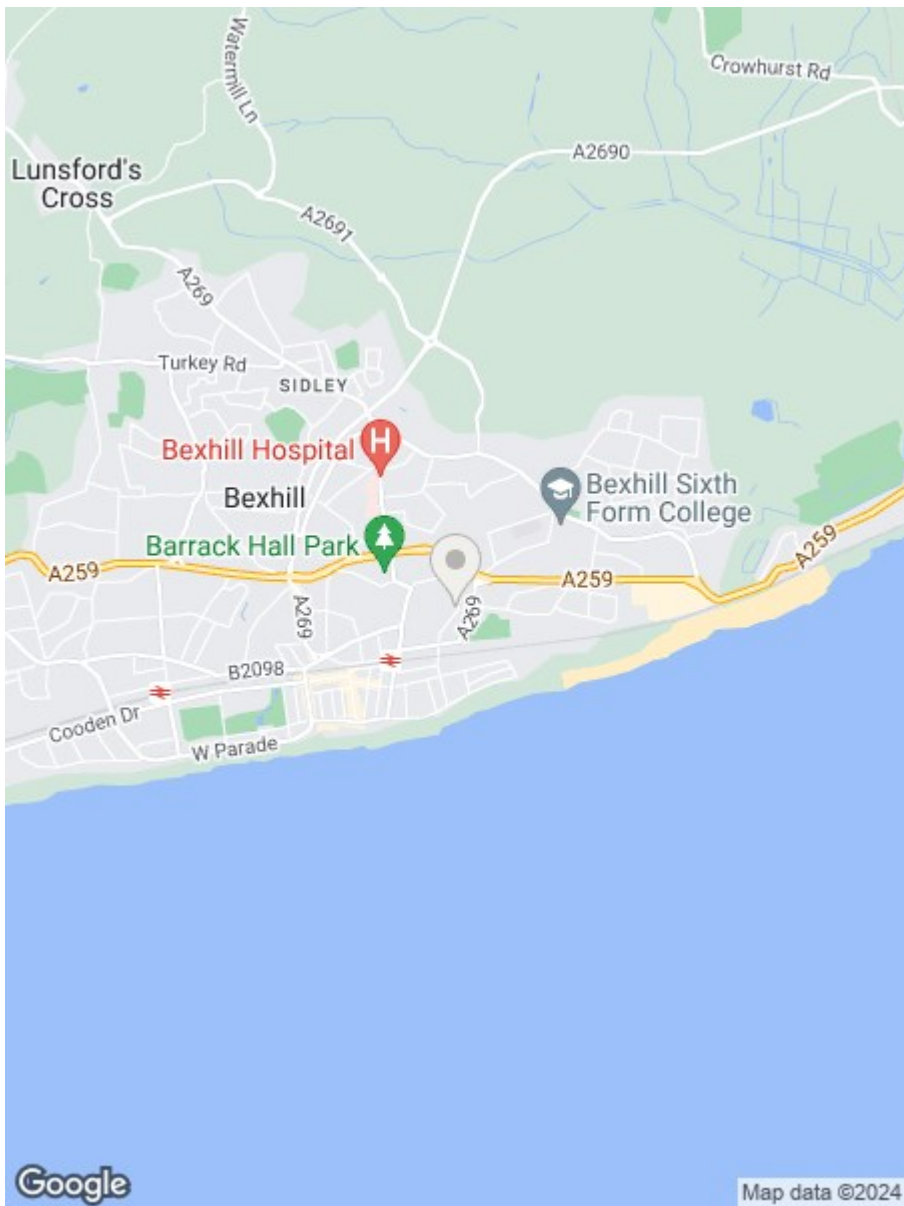 Watermill Ln
Crowhurst Rd
A2690
Lunsford's
Cross
A2691
A269
Turkey Rd
SIDLEY
Bexhill Hospital
H
Bexhill
Bexhill Sixth
Form College
Barrack Hall Park
A259
A259
A259
A269
A269
B2098
Cooden Dr
W Parade
Google
Map data ©2024